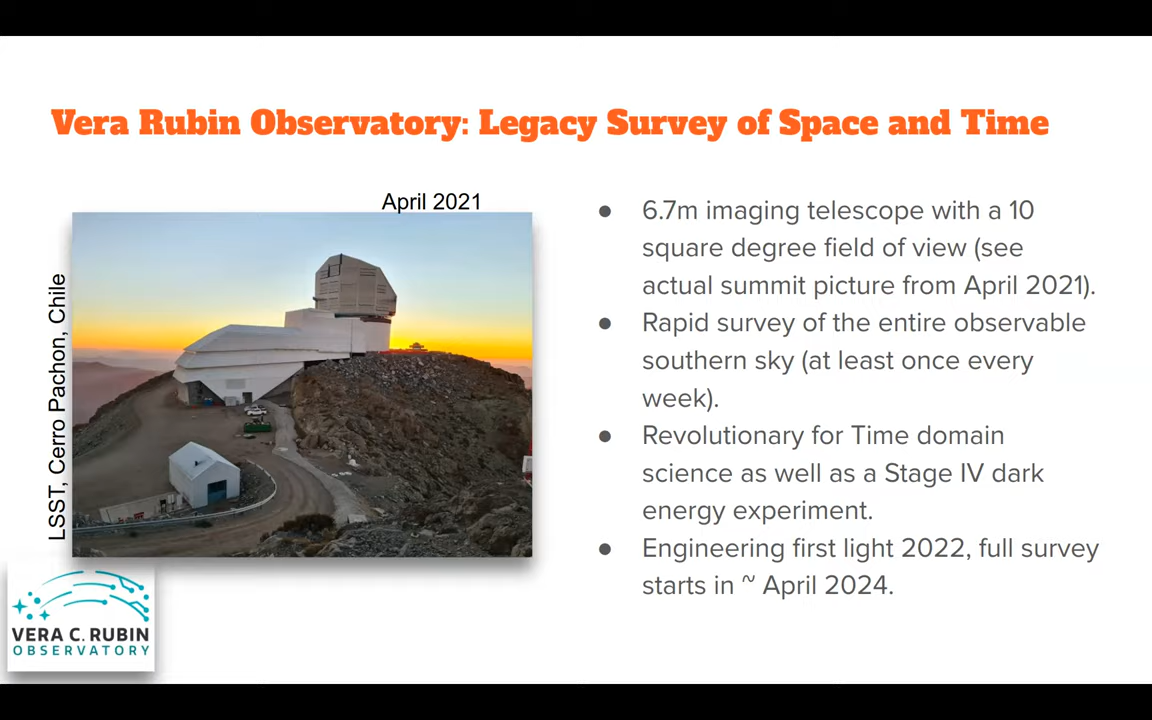 Vera Rubin Observatory: Legacy Survey of Space and Time
April 2021
LSST, Cerro Pachon, Chile
● 6.7m imaging telescope with a 10
square degree field of view (see
actual summit picture from April 2021).
● Rapid survey of the entire observable
southern sky (at least once every
week).
● Revolutionary for Time domain
science as well as a Stage IV dark
energy experiment.
● Engineering first light 2022, full survey
starts in ~ April 2024.
VERA C. RUBIN
OBSERVATORY